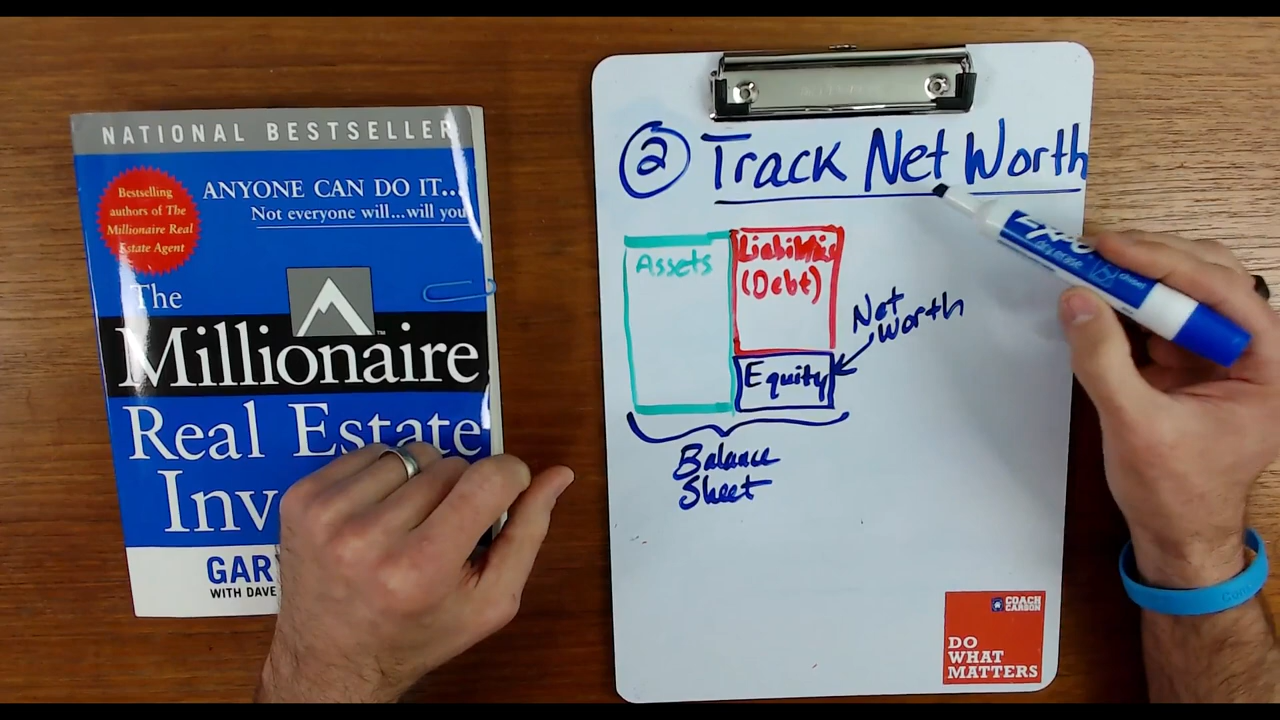 NATIONAL BESTSELLER
Bestselling
authors of The
Millionaire Real
Estate Agent
ANYONE CAN DO IT...
Not everyone will...will you
The
Millionaire
Real Estate
Inv
GAR
WITH DAVE
2 Track Net Worth
Assets
Liabilities
(Debt)
Equity
Net
Worth
Balance
Sheet
EXPO
COACH
CARSON
DO
WHAT
MATTERS